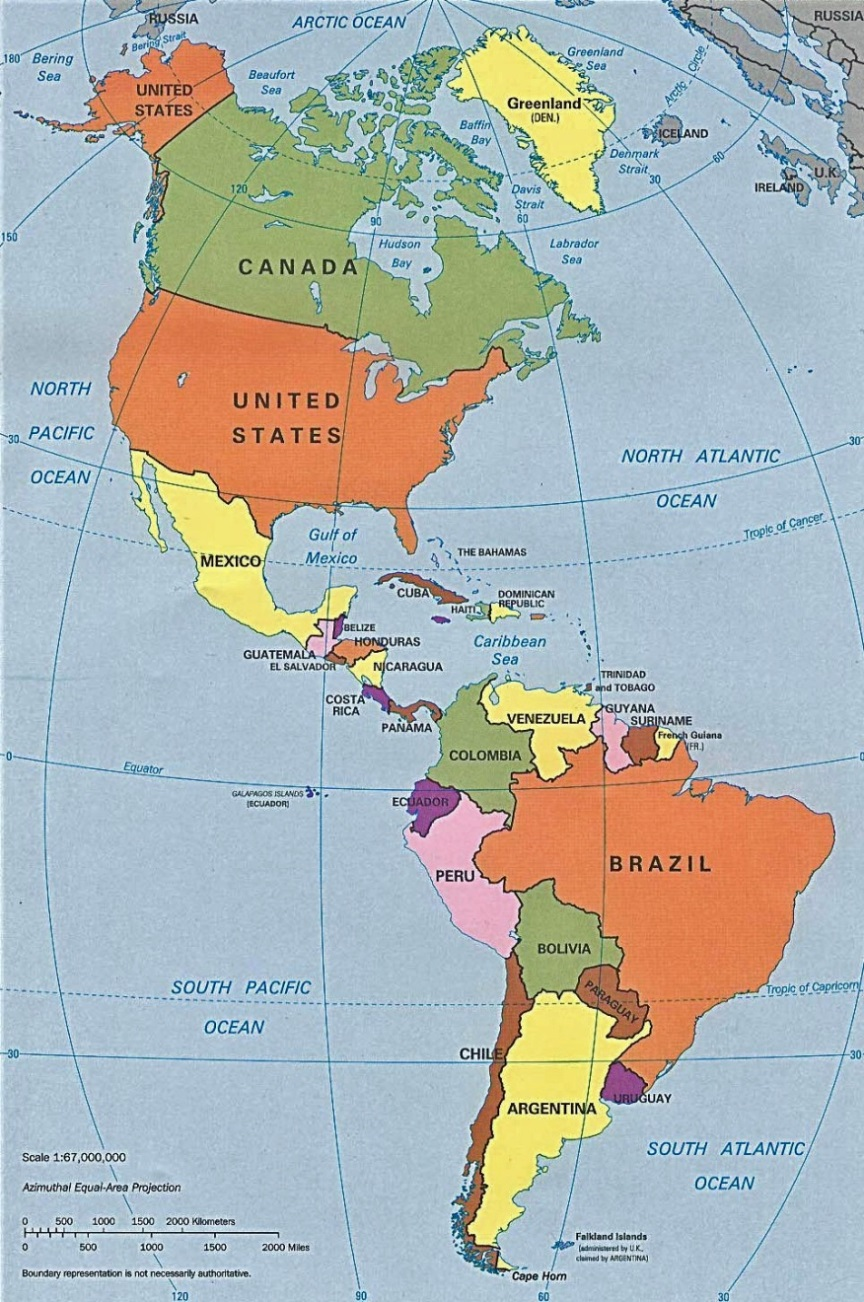 RUSSIA
ARCTIC OCEAN
RUSSIA
Bering Strait
180
Bering
Sea
Beaufort
Sea
Greenland
Sea
Arctic Circle
UNITED
STATES
Greenland
(DEN.)
Baffin
Bay
ICELAND
Denmark
Strait
60
U.K.
IRELAND
30
120
Davis
Strait
60
90
150
Hudson
Bay
Labrador
Sea
CANADA
NORTH
PACIFIC
OCEAN
UNITED
STATES
30
30
NORTH ATLANTIC
OCEAN
Tropic of Cancer
Gulf of
Mexico
MEXICO
THE BAHAMAS
CUBA
HAITI
DOMINICAN
REPUBLIC
BELIZE
HONDURAS
GUATEMALA
EL SALVADOR
NICARAGUA
Caribbean
Sea
COSTA
RICA
PANAMA
TRINIDAD
and TOBAGO
GUYANA
SURINAME
French Guiana
(FR.)
VENEZUELA
COLOMBIA
0
0
Equator
GALAPAGOS ISLANDS
(ECUADOR)
ECUADOR
PERU
BRAZIL
BOLIVIA
PARAGUAY
SOUTH PACIFIC
OCEAN
Tropic of Capricorn
30
30
CHILE
ARGENTINA
URUGUAY
SOUTH ATLANTIC
OCEAN
Scale 1:67,000,000
Azimuthal Equal-Area Projection
0 500 1000 1500 2000 Kilometers
0 500 1000 1500 2000 Miles
Boundary representation is not necessarily authoritative.
Falkland Islands
(administered by U.K.,
claimed by ARGENTINA)
Cape Horn
120
90
60
30